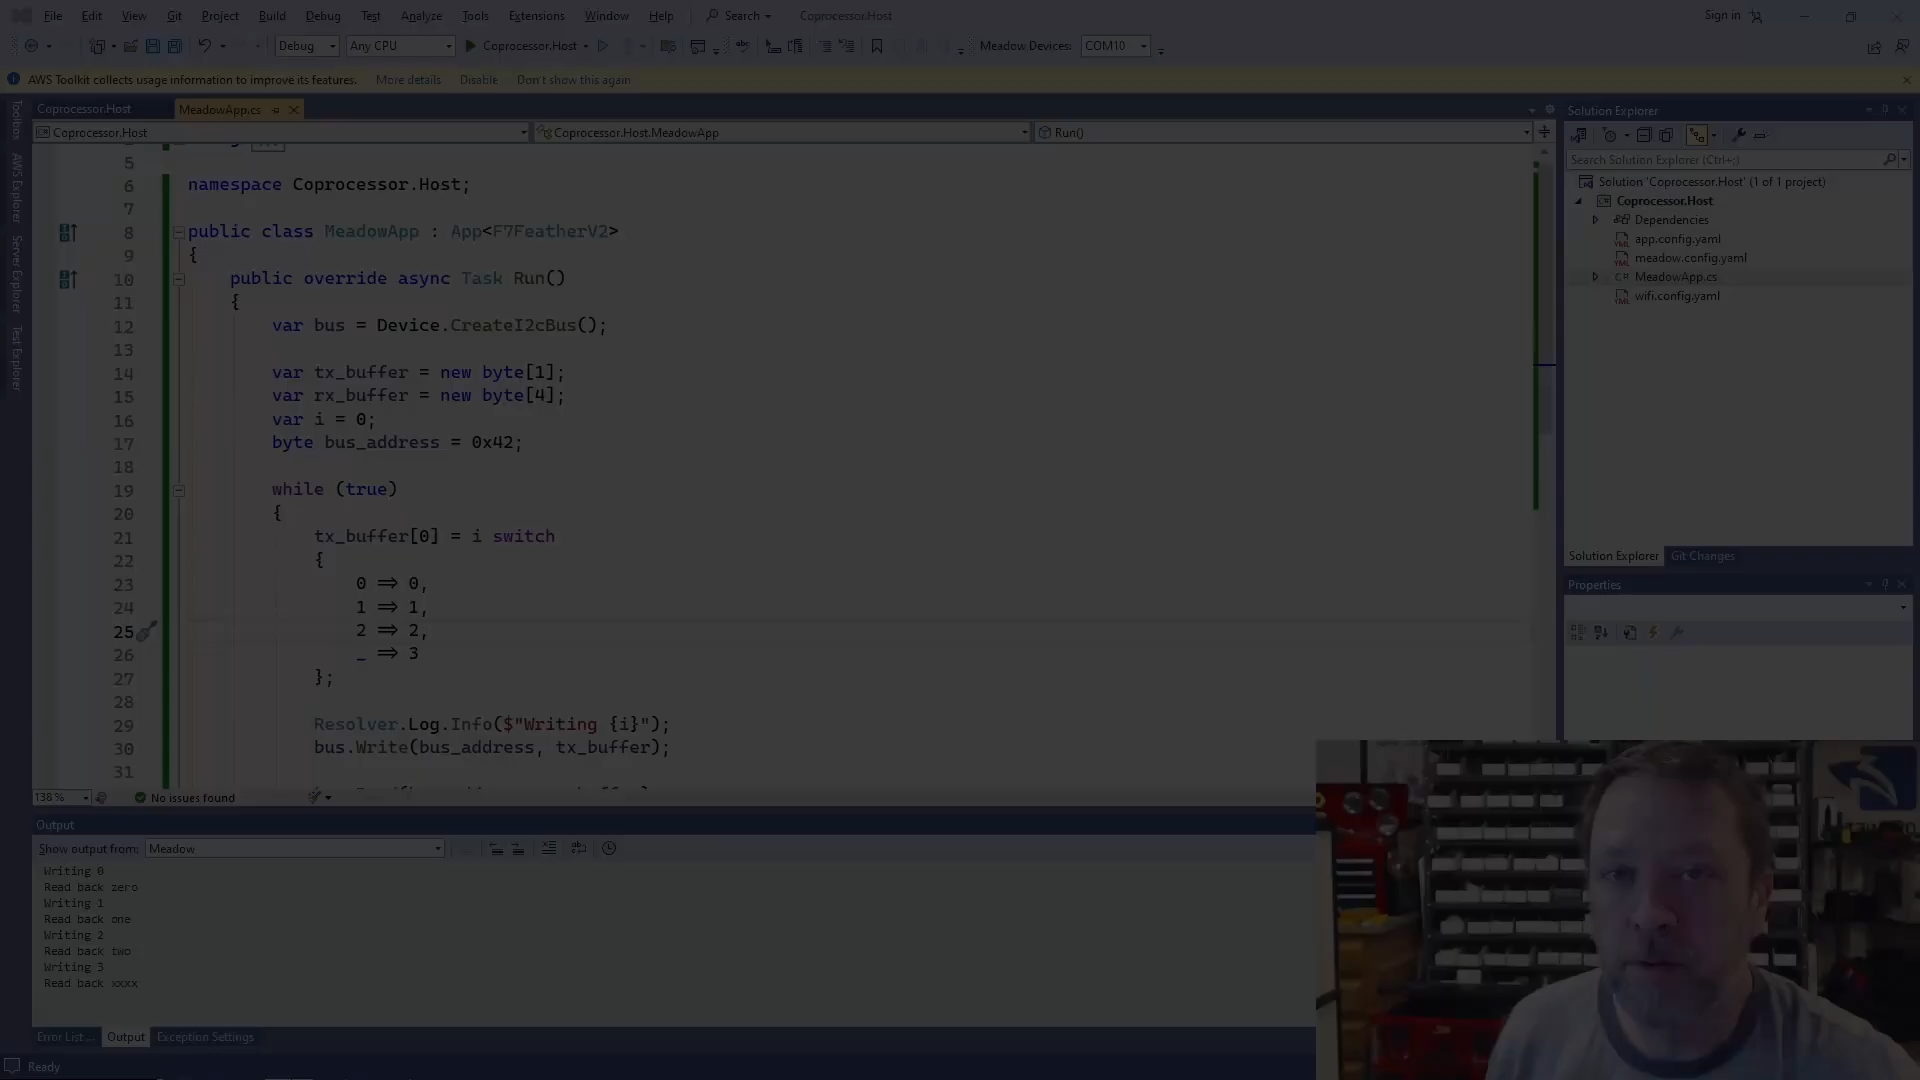 File Edit View Git Project Build Debug Test Analyze Tools Extensions Window Help Search Coprocessor.Host Sign in
Debug Any CPU Coprocessor.Host Meadow Devices: COM10
AWS Toolkit collects usage information to improve its features. More details Disable Don't show this again
Coprocessor.Host MeadowApp.cs
Coprocessor.Host Coprocessor.Host.MeadowApp Run()
Toolbox
AWS Explorer
Server Explorer
Test Explorer
5
6 namespace Coprocessor.Host;
7
8 public class MeadowApp : App<F7FeatherV2>
9 {
10 public override async Task Run()
11 {
12 var bus = Device.CreateI2cBus();
13
14 var tx_buffer = new byte[1];
15 var rx_buffer = new byte[4];
16 var i = 0;
17 byte bus_address = 0x42;
18
19 while (true)
20 {
21 tx_buffer[0] = i switch
22 {
23 0 => 0,
24 1 => 1,
25 2 => 2,
26 _ => 3
27 };
28
29 Resolver.Log.Info($"Writing {i}");
30 bus.Write(bus_address, tx_buffer);
31
138 % No issues found
Output
Show output from: Meadow
Writing 0
Read back zero
Writing 1
Read back one
Writing 2
Read back two
Writing 3
Read back xxxx
Error List ... Output Exception Settings
Ready
Solution Explorer
Search Solution Explorer (Ctrl+;)
Solution 'Coprocessor.Host' (1 of 1 project)
Coprocessor.Host
Dependencies
app.config.yaml
meadow.config.yaml
C# MeadowApp.cs
wifi.config.yaml
Solution Explorer Git Changes
Properties